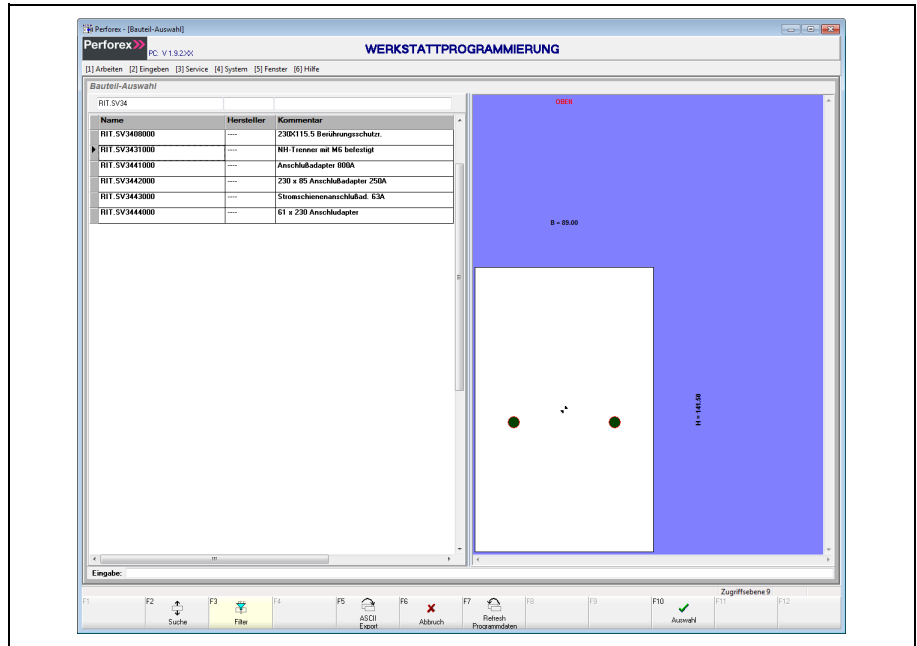 Perforex - [Bauteil-Auswahl]
Perforex PC: V 1.9.2.XX WERKSTATTPROGRAMMIERUNG
[1] Arbeiten [2] Eingeben [3] Service [4] System [5] Fenster [6] Hilfe
Bauteil-Auswahl
RIT.SV34
Name Hersteller Kommentar
RIT.SV3408000 ---- 230X115.5 Berührungsschutzr.
RIT.SV3431000 ---- NH-Trenner mit M6 befestigt
RIT.SV3441000 ---- Anschlußadapter 800A
RIT.SV3442000 ---- 230 x 85 Anschlußadapter 250A
RIT.SV3443000 ---- Stromschienenanschlußad. 63A
RIT.SV3444000 ---- 61 x 230 Anschludapter
OBEN
B = 89.00
H = 141.50
Eingabe:
Zugriffsebene 9
F1
F2 Suche
F3 Filter
F4
F5 ASCII
Export
F6 Abbruch
F7 Refresh
Programmdaten
F8
F9
F10 Auswahl
F11
F12